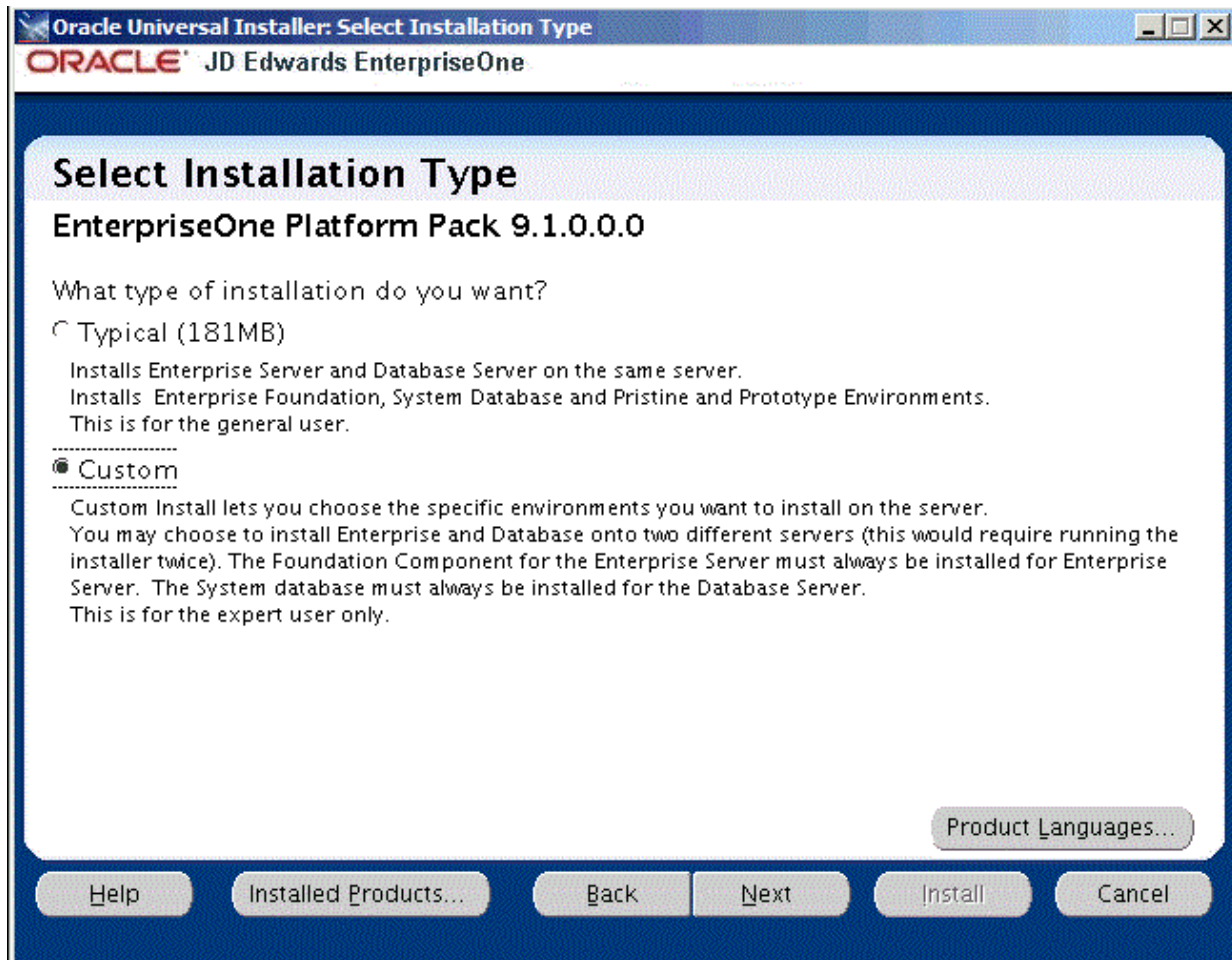 Oracle Universal Installer: Select Installation Type
ORACLE® JD Edwards EnterpriseOne
Select Installation Type
EnterpriseOne Platform Pack 9.1.0.0.0
What type of installation do you want?
Typical (181MB)
Installs Enterprise Server and Database Server on the same server.
Installs Enterprise Foundation, System Database and Pristine and Prototype Environments.
This is for the general user.
Custom
Custom Install lets you choose the specific environments you want to install on the server.
You may choose to install Enterprise and Database onto two different servers (this would require running the
installer twice). The Foundation Component for the Enterprise Server must always be installed for Enterprise
Server. The System database must always be installed for the Database Server.
This is for the expert user only.
Product Languages...
Help Installed Products... Back Next Install Cancel